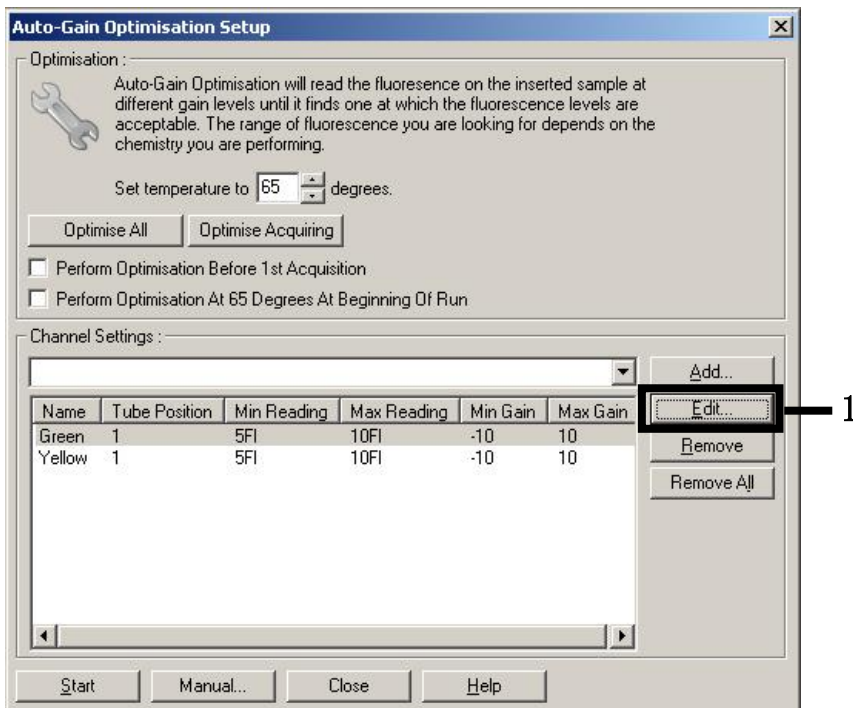 Auto-Gain Optimisation Setup
Optimisation :
Auto-Gain Optimisation will read the fluoresence on the inserted sample at
different gain levels until it finds one at which the fluorescence levels are
acceptable. The range of fluorescence you are looking for depends on the
chemistry you are performing.
Set temperature to 65 degrees.
Optimise All Optimise Acquiring
Perform Optimisation Before 1st Acquisition
Perform Optimisation At 65 Degrees At Beginning Of Run
Channel Settings :
Add...
Name Tube Position Min Reading Max Reading Min Gain Max Gain Edit... 1
Green 1 5Fl 10Fl -10 10
Remove
Yellow 1 5Fl 10Fl -10 10
Remove All
Start Manual... Close Help